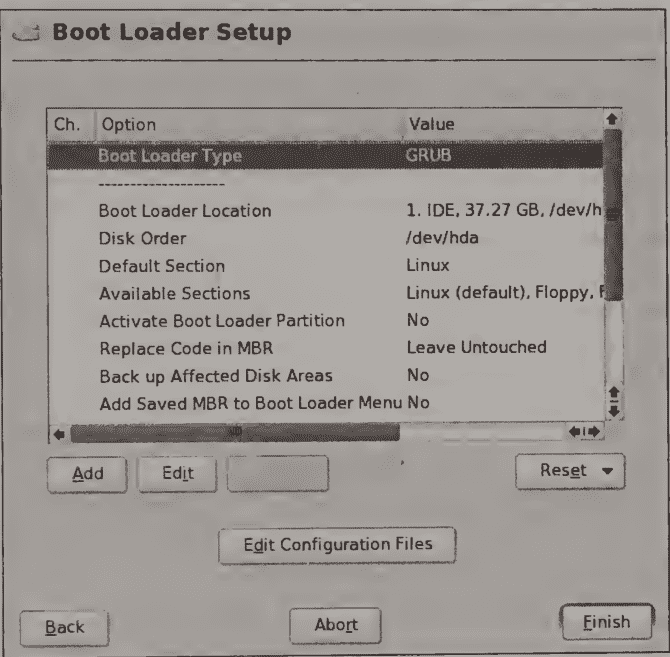 Boot Loader Setup
Ch. Option Value
Boot Loader Type GRUB
-----------------------
Boot Loader Location 1. IDE, 37.27 GB, /dev/h
Disk Order /dev/hda
Default Section Linux
Available Sections Linux (default), Floppy,
Activate Boot Loader Partition No
Replace Code in MBR Leave Untouched
Back up Affected Disk Areas No
Add Saved MBR to Boot Loader Menu No
Add Edit Reset
Edit Configuration Files
Back Abort Finish